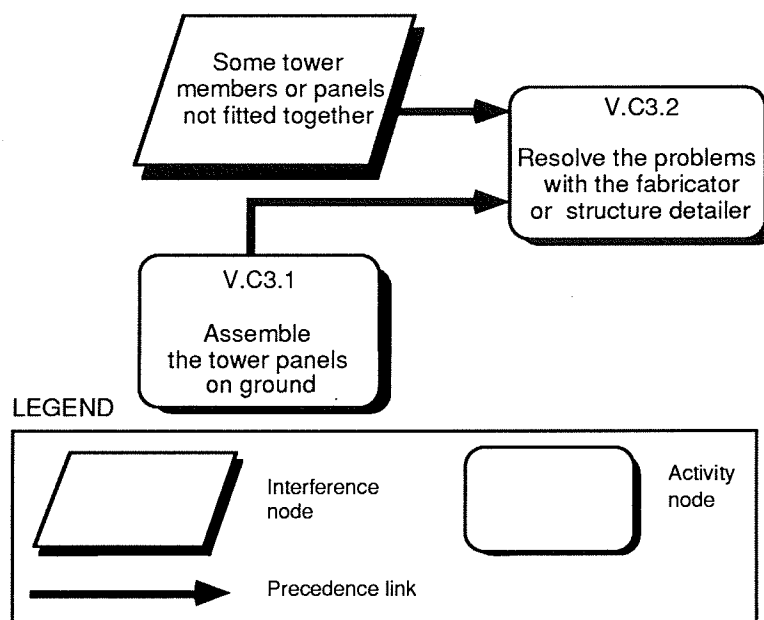 Some tower
members or panels
not fitted together
V.C3.2
Resolve the problems
with the fabricator
or structure detailer
V.C3.1
Assemble
the tower panels
on ground
LEGEND
Interference
node
Activity
node
Precedence link